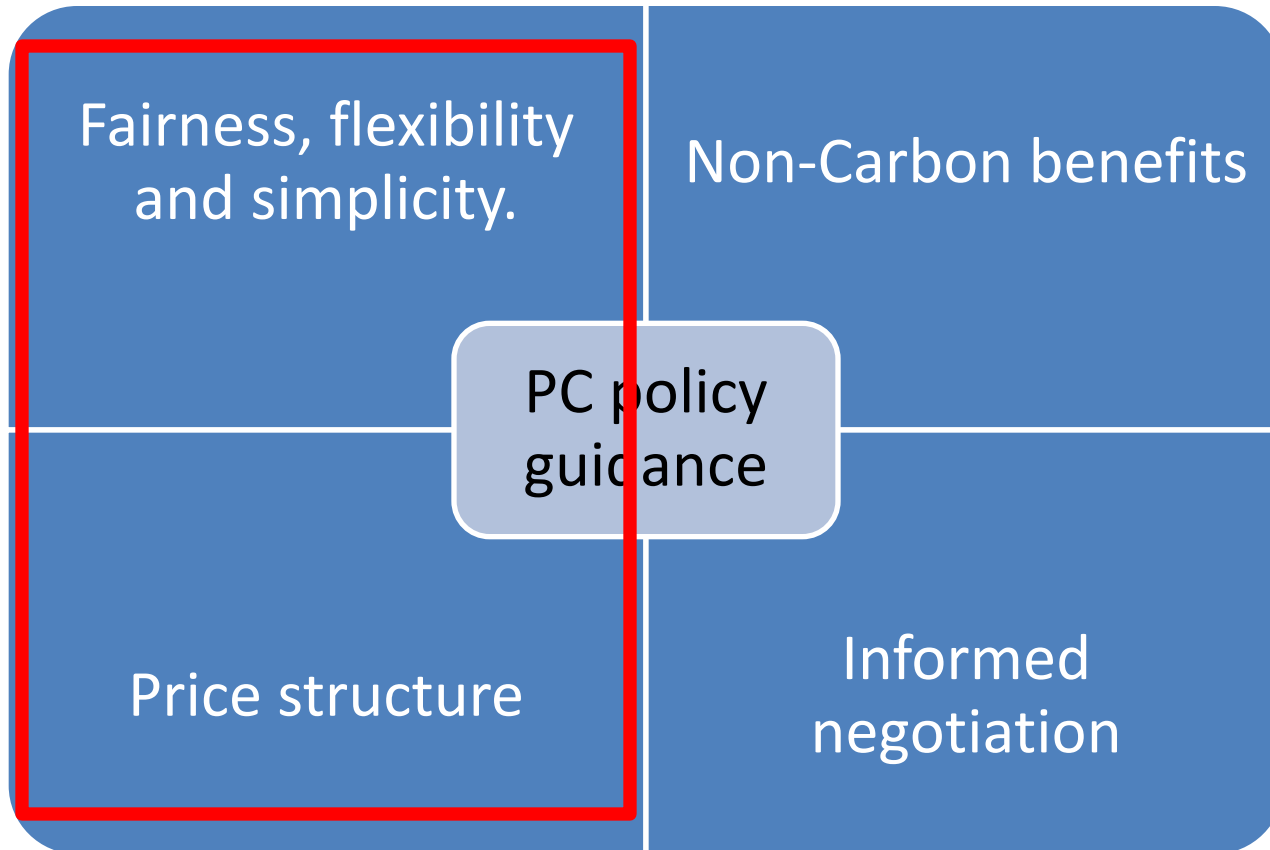 Fairness, flexibility
and simplicity.
Non-Carbon benefits
PC policy
guidance
Price structure
Informed
negotiation